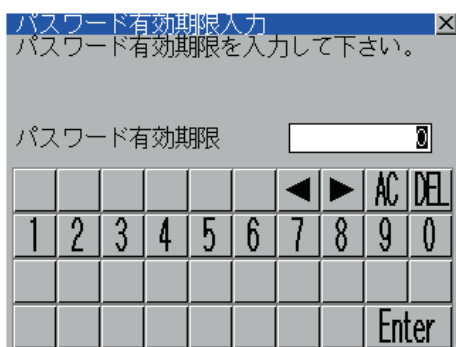 パスワード有効期限入力 ×
パスワード有効期限を入力して下さい。
パスワード有効期限 0
◀ ▶ AC DEL
1 2 3 4 5 6 7 8 9 0
Enter